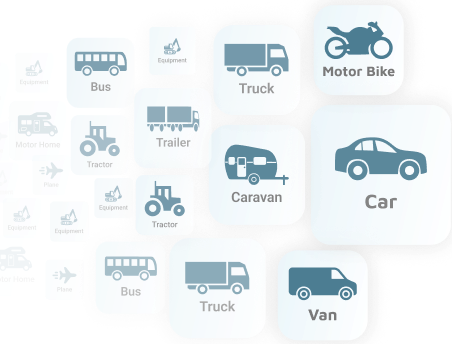 Motor Bike
Equipment
Bus
Truck
Equipment
Trailer
Motor Home
Tractor
Car
Caravan
Plane
Equipment
Tractor
Equipment
Equipment
Bus
Truck
Van
Plane